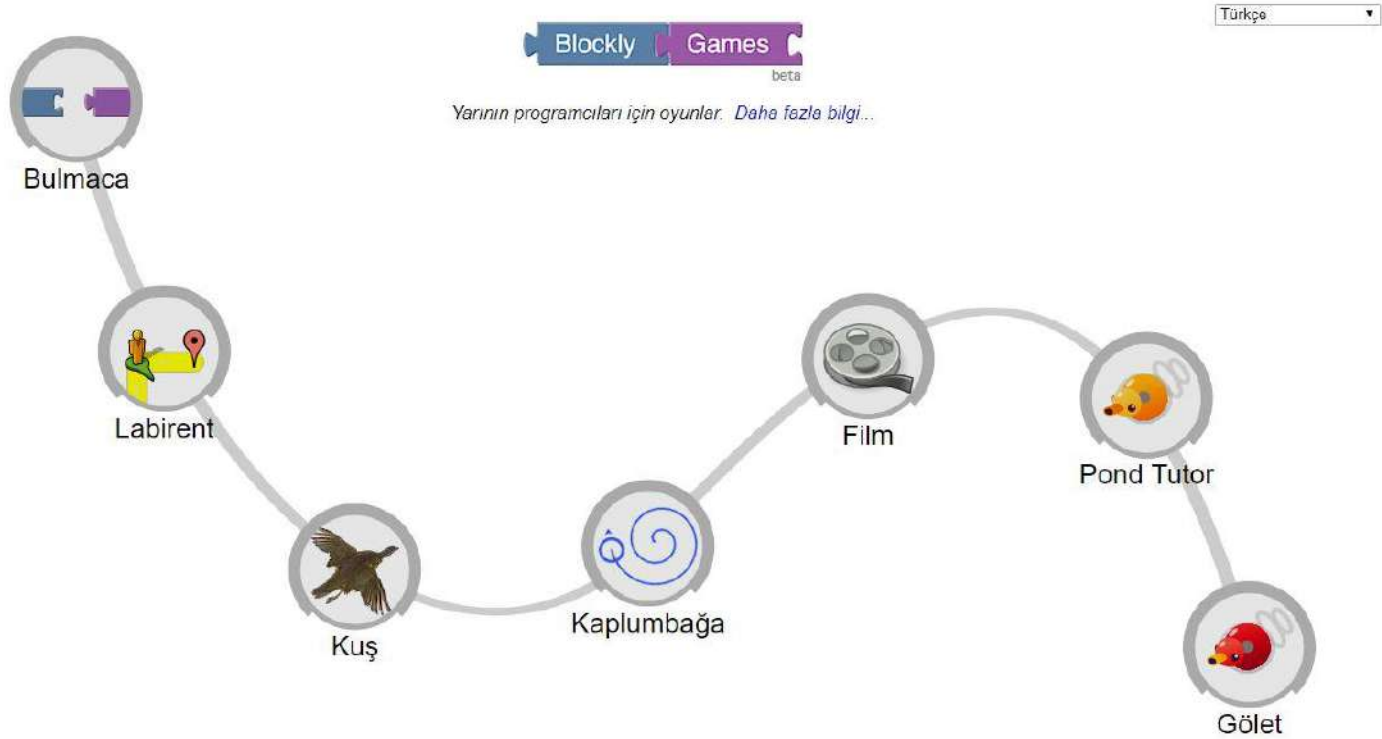 Türkçe
Blockly Games
beta
Yarının programcıları için oyunlar. Daha fazla bilgi...
Bulmaca
Labirent
Kuş
Kaplumbağa
Film
Pond Tutor
Gölet